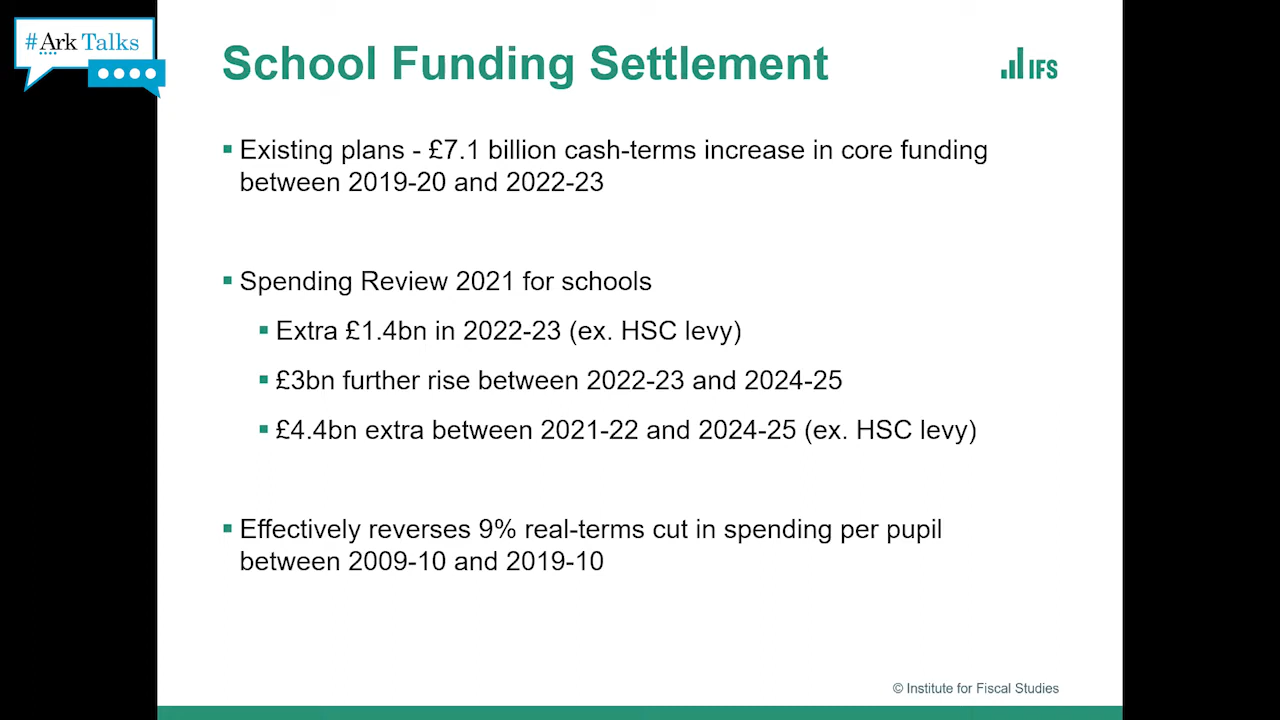 #Ark Talks
School Funding Settlement
IFS
Existing plans - £7.1 billion cash-terms increase in core funding
between 2019-20 and 2022-23
Spending Review 2021 for schools
Extra £1.4bn in 2022-23 (ex. HSC levy)
£3bn further rise between 2022-23 and 2024-25
£4.4bn extra between 2021-22 and 2024-25 (ex. HSC levy)
Effectively reverses 9% real-terms cut in spending per pupil
between 2009-10 and 2019-10
© Institute for Fiscal Studies